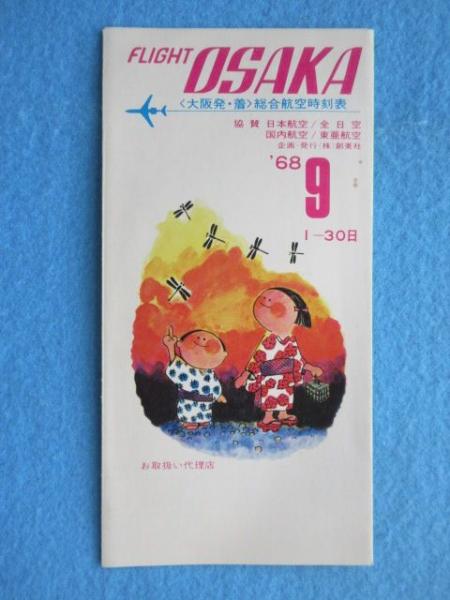 FLIGHT OSAKA
〈大阪発・着〉総合航空時刻表
協賛 日本航空/全日空
国内航空/東亜航空
企画・発行(株)創東社
'68 9
1−30日
お取扱い代理店